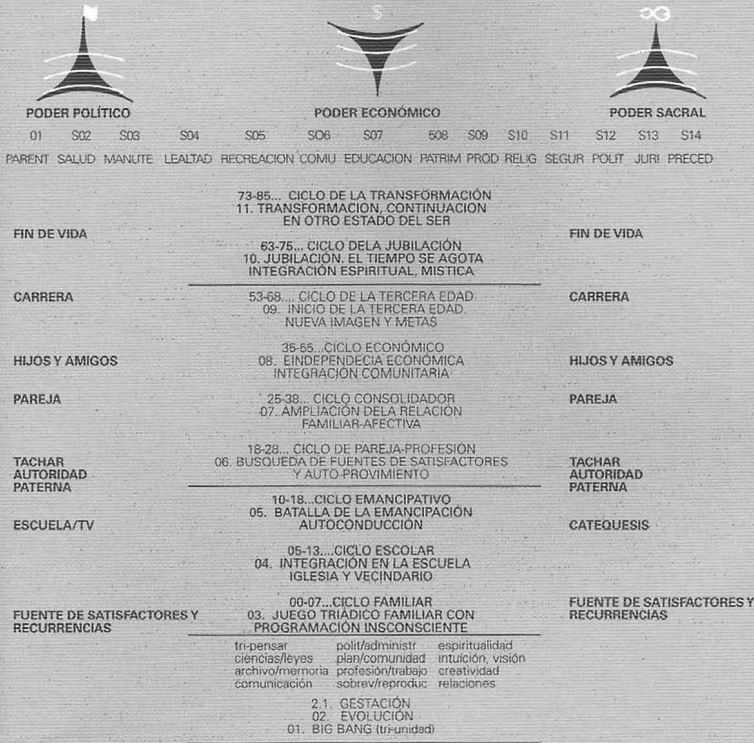 $
PODER POLÍTICO PODER ECONÓMICO PODER SACRAL
01 S02 S03 S04 S05 SO6 S07 608 S09 S10 S11 S12 S13 S14
PARENT SALUD MANUTE LEALTAD RECREACION COMU EDUCACION PATRIM PROD RELIG SEGUR POLIT JURI PRECED
73-85... CICLO DE LA TRANSFORMACIÓN
11. TRANSFORMACION, CONTINUACION
EN OTRO ESTADO DEL SER
FIN DE VIDA FIN DE VIDA
63-75... CICLO DELA JUBILACIÓN
10. JUBILACIÓN. EL TIEMPO SE AGOTA
INTEGRACIÓN ESPIRITUAL, MISTICA
CARRERA 53-68.... CICLO DE LA TERCERA EDAD CARRERA
09. INICIO DE LA TERCERA EDAD.
NUEVA IMAGEN Y METAS
35-55...CICLO ECONÓMICO
HIJOS Y AMIGOS 08. EINDEPENDECIA ECONÓMICA HIJOS Y AMIGOS
INTEGRACIÓN COMUNITARIA
PAREJA 25-38... CICLO CONSOLIDADOR PAREJA
07. AMPLIACIÓN DELA RELACIÓN
FAMILIAR-AFECTIVA
18-28... CICLO DE PAREJA-PROFESIÓN
TACHAR 06. BUSQUEDA DE FUENTES DE SATISFACTORES TACHAR
AUTORIDAD Y AUTO-PROVIMIENTO AUTORIDAD
PATERNA PATERNA
10-18...CICLO EMANCIPATIVO
05. BATALLA DE LA EMANCIPACIÓN
ESCUELA/TV AUTOCONDUCCIÓN CATEQUESIS
05-13....CICLO ESCOLAR
04. INTEGRACIÓN EN LA ESCUELA
IGLESIA Y VECINDARIO
00-07...CICLO FAMILIAR
FUENTE DE SATISFACTORES Y 03. JUEGO TRIÁDICO FAMILIAR CON FUENTE DE SATISFACTORES Y
RECURRENCIAS PROGRAMACIÓN INSCONSCIENTE RECURRENCIAS
tri-pensar polit/administr espiritualidad
ciencias/leyes plan/comunidad intuición, visión
archivo/memoria profesión/trabajo creatividad
comunicación sobrev/reproduc relaciones
2.1. GESTACIÓN
02. EVOLUCIÓN
01. BIG BANG (tri-unidad)